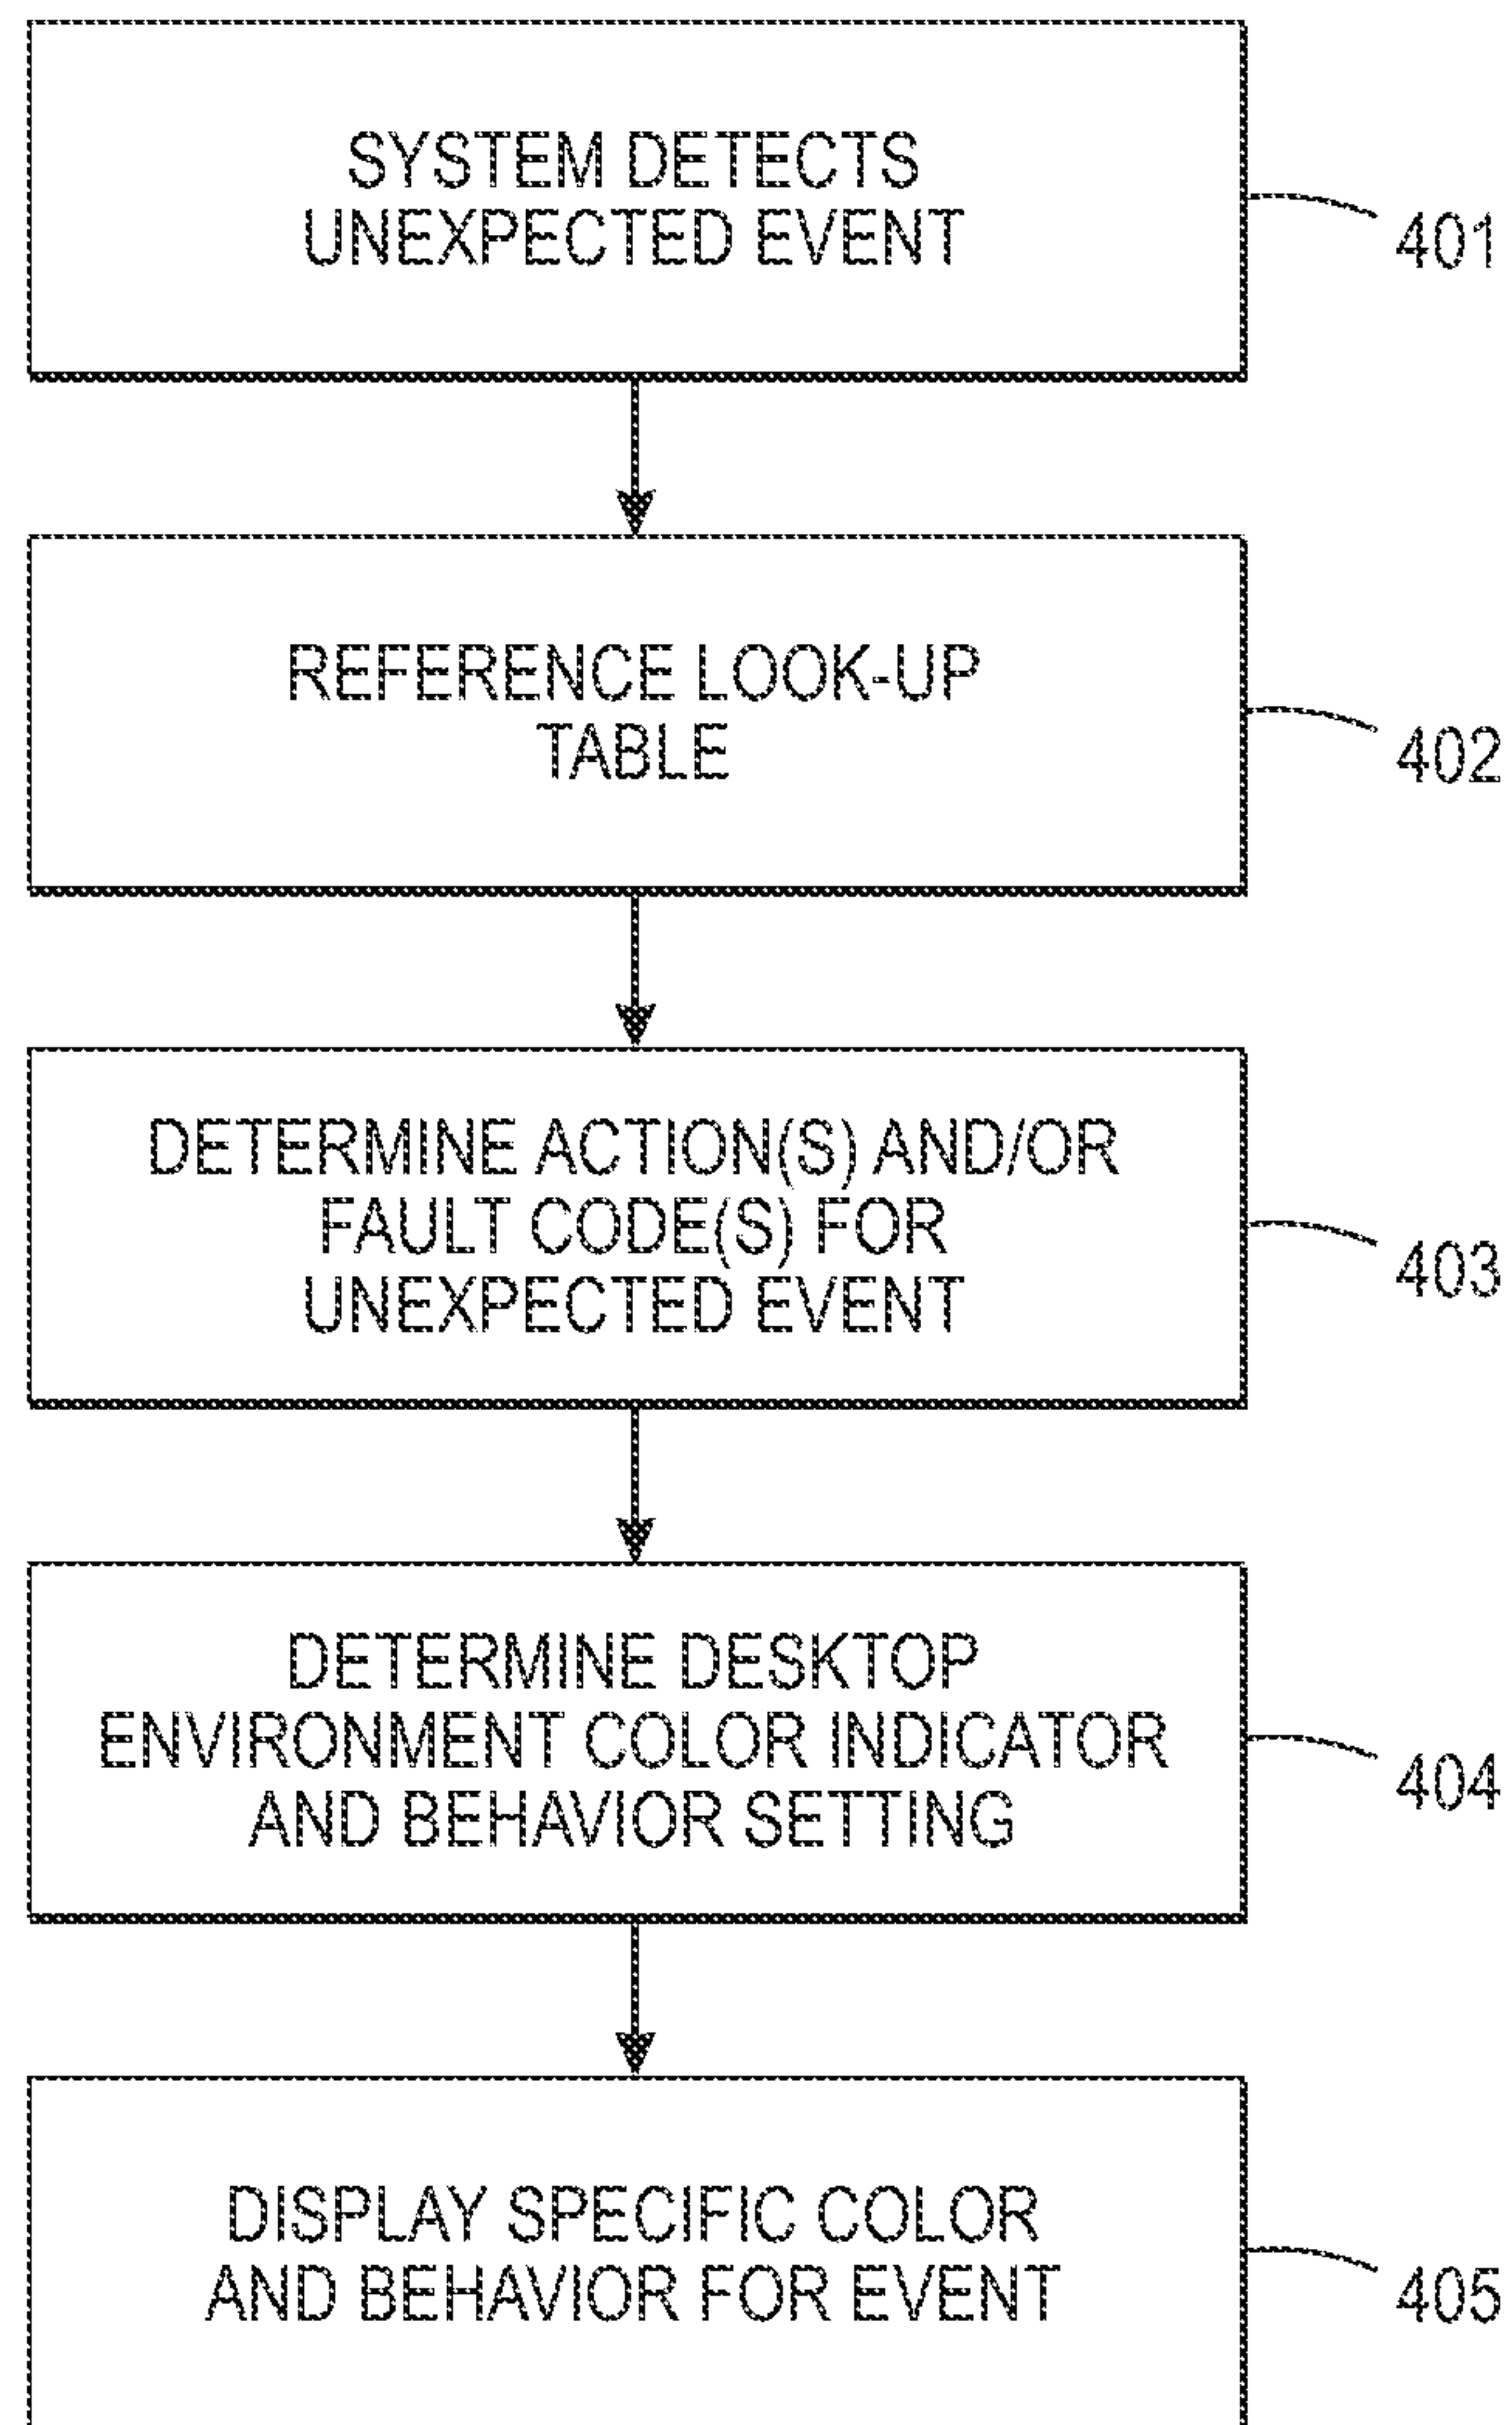 SYSTEM DETECTS
UNEXPECTED EVENT
401
REFERENCE LOOK-UP
TABLE
402
DETERMINE ACTION(S) AND/OR
FAULT CODE(S) FOR
UNEXPECTED EVENT
403
DETERMINE DESKTOP
ENVIRONMENT COLOR INDICATOR
AND BEHAVIOR SETTING
404
DISPLAY SPECIFIC COLOR
AND BEHAVIOR FOR EVENT
405